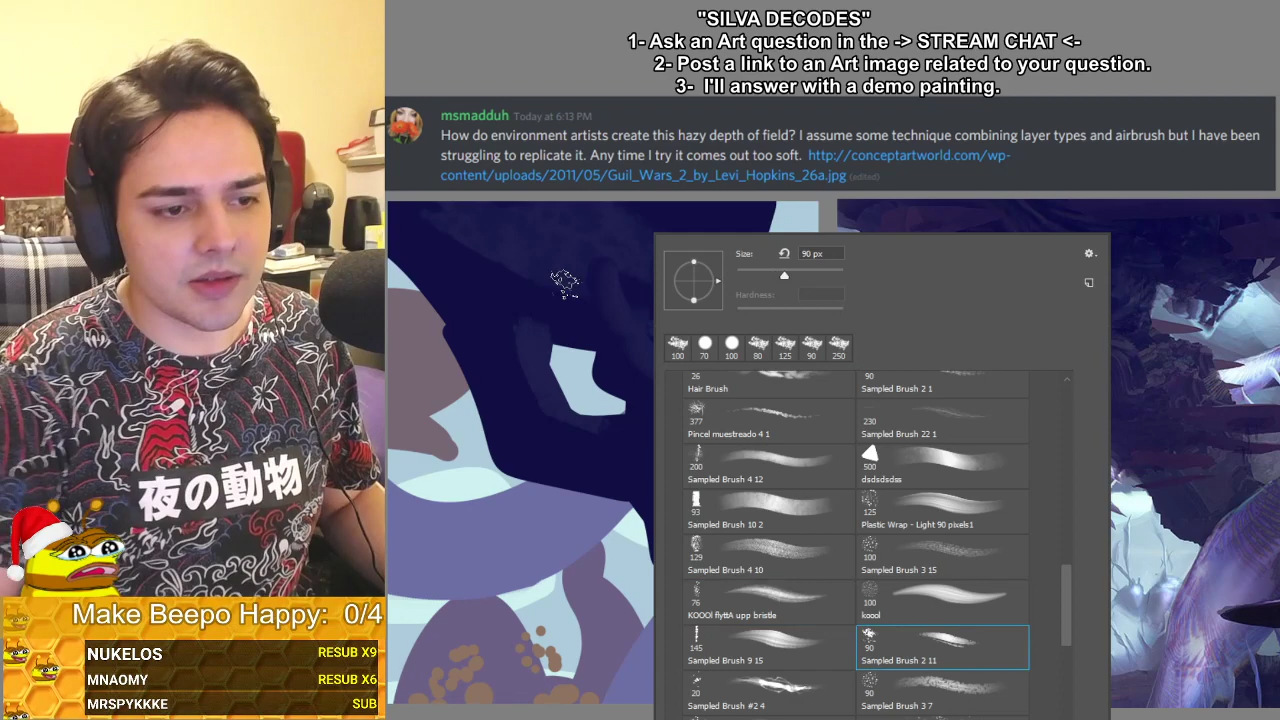 "SILVA DECODES"
1- Ask an Art question in the -> STREAM CHAT <-
2- Post a link to an Art image related to your question.
3- I'll answer with a demo painting.
msmadduh Today at 6:13 PM
How do environment artists create this hazy depth of field? I assume some technique combining layer types and airbrush but I have been
struggling to replicate it. Any time I try it comes out too soft. http://conceptartworld.com/wp-
content/uploads/2011/05/Guil_Wars_2_by_Levi_Hopkins_26a.jpg (edited)
Size: 90 px
Hardness:
100 70 100 80 125 90 250
26 90
Hair Brush Sampled Brush 2 1
377 230
Pincel muestreado 4 1 Sampled Brush 22 1
200 500
Sampled Brush 4 12 dsdsdsdss
93 125
Sampled Brush 10 2 Plastic Wrap - Light 90 pixels1
129 100
Sampled Brush 4 10 Sampled Brush 3 15
76 100
KOOOl flyttA upp bristle koool
145 90
Sampled Brush 9 15 Sampled Brush 2 11
20 90
Sampled Brush #2 4 Sampled Brush 3 7
夜の動物
Make Beepo Happy: 0/4
NUKELOS RESUB X9
MNAOMY RESUB X6
MRSPYKKKE SUB